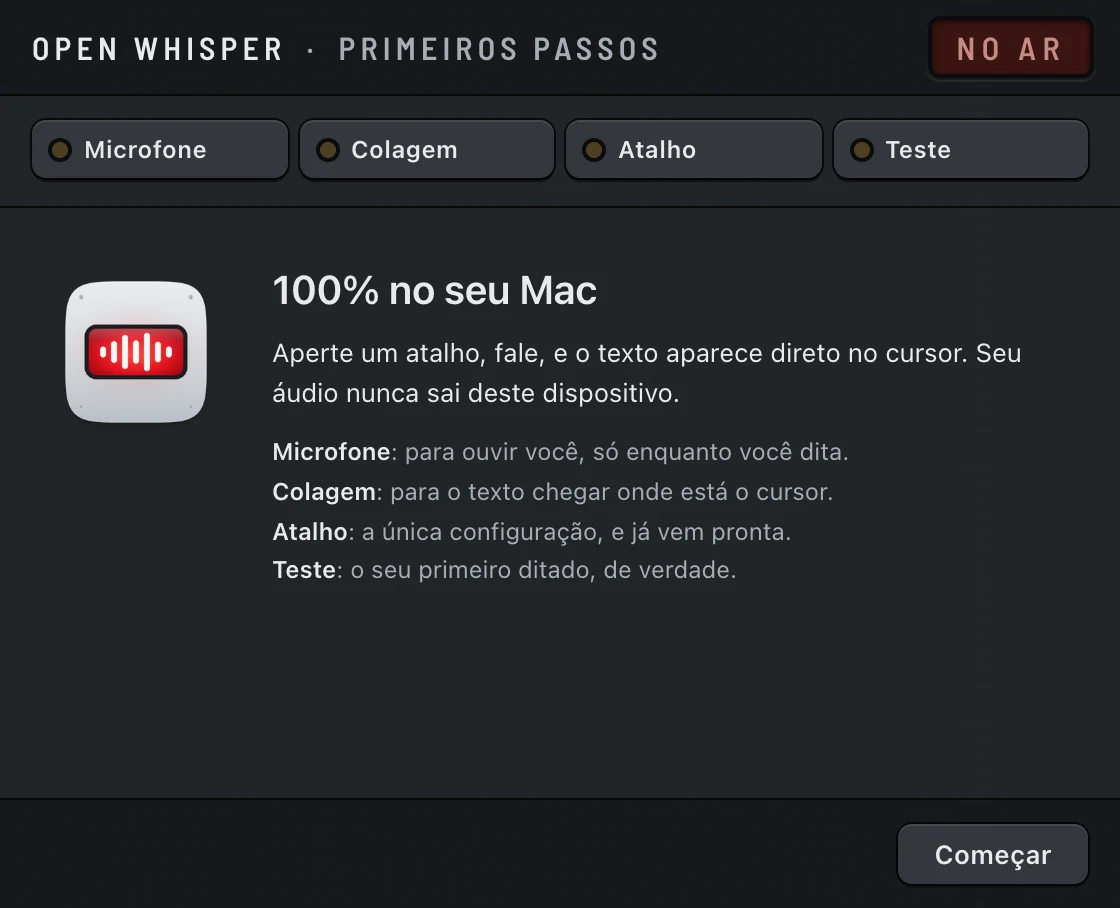 OPEN WHISPER · PRIMEIROS PASSOS
NO AR
Microfone
Colagem
Atalho
Teste
100% no seu Mac
Aperte um atalho, fale, e o texto aparece direto no cursor. Seu
áudio nunca sai deste dispositivo.
Microfone: para ouvir você, só enquanto você dita.
Colagem: para o texto chegar onde está o cursor.
Atalho: a única configuração, e já vem pronta.
Teste: o seu primeiro ditado, de verdade.
Começar